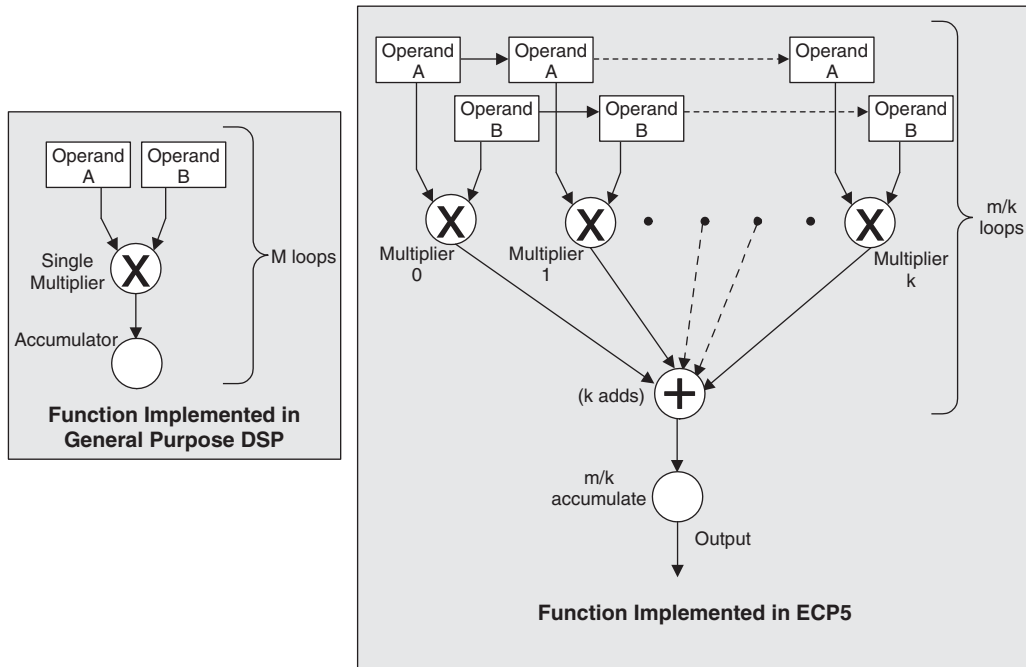 Operand
A
Operand
B
Single
Multiplier
X
M loops
Accumulator
Function Implemented in
General Purpose DSP
Operand
A
Operand
A
Operand
A
Operand
B
Operand
B
Operand
B
X
X
X
m/k
loops
Multiplier
0
Multiplier
1
Multiplier
k
(k adds)
+
m/k
accumulate
Output
Function Implemented in ECP5